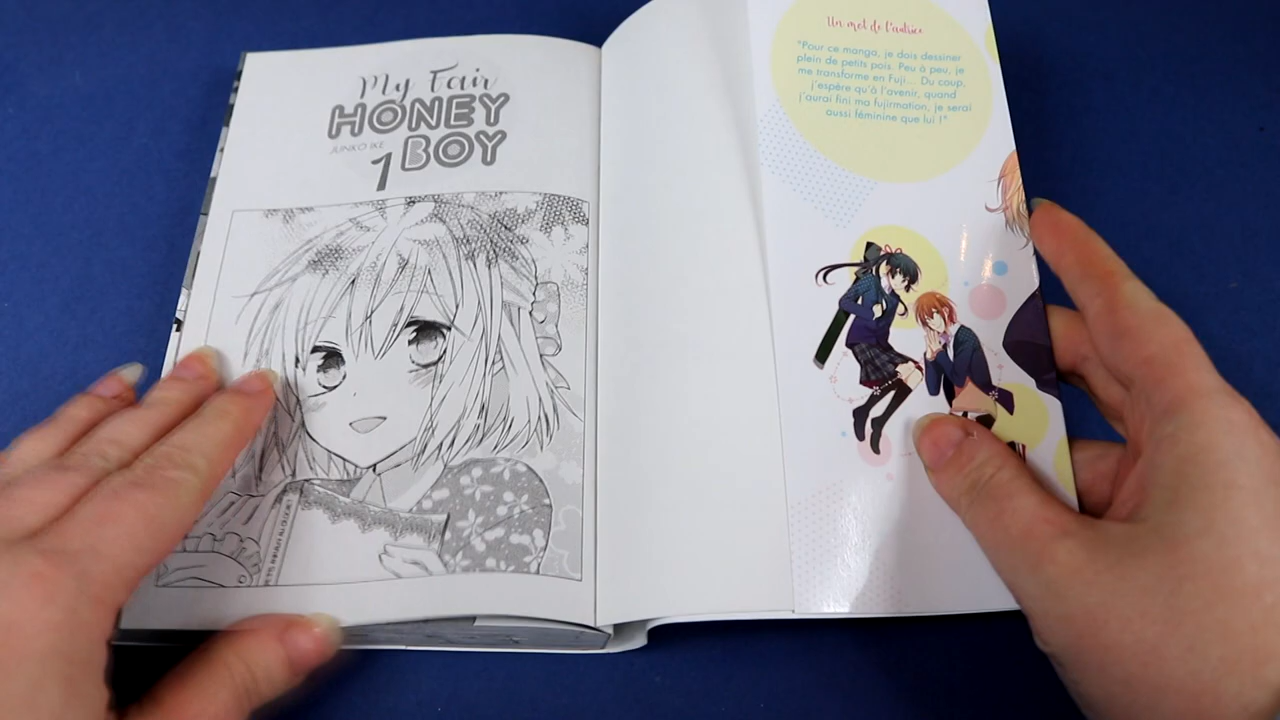 My Fair
HONEY
JUNKO IKE
BOY
1
Un mot de l'autrice
"Pour ce manga, je dois dessiner
plein de petits pois. Peu à peu, je
me transforme en Fuji... Du coup,
j'espère qu'à l'avenir, quand
j'aurai fini ma fujirmation, je serai
aussi féminine que lui !"